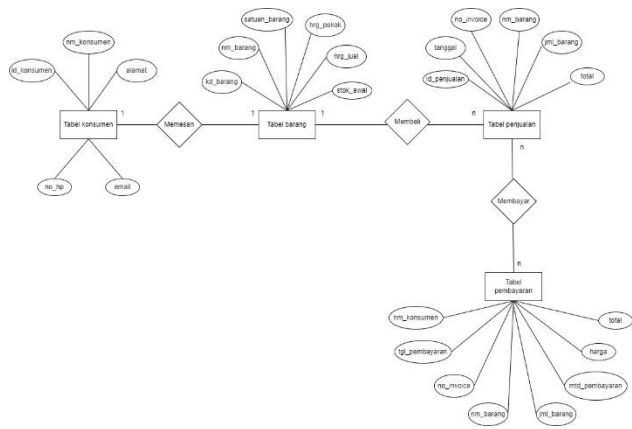 satuan_barang
hrg_pokok
no_invoice
nm_barang
nm_konsumen
nm_barang
tanggal
jml_barang
hrg_jual
id_konsumen
alamat
kd_barang
stok_awal
id_penjualan
total
1
1
1
n
Tabel konsumen
Memesan
Tabel barang
Membeli
Tabel penjualan
n
no_hp
email
Membayar
n
Tabel
pembayaran
nm_konsumen
total
tgl_pembayaran
harga
no_invoice
mtd_pembayaran
nm_barang
jml_barang